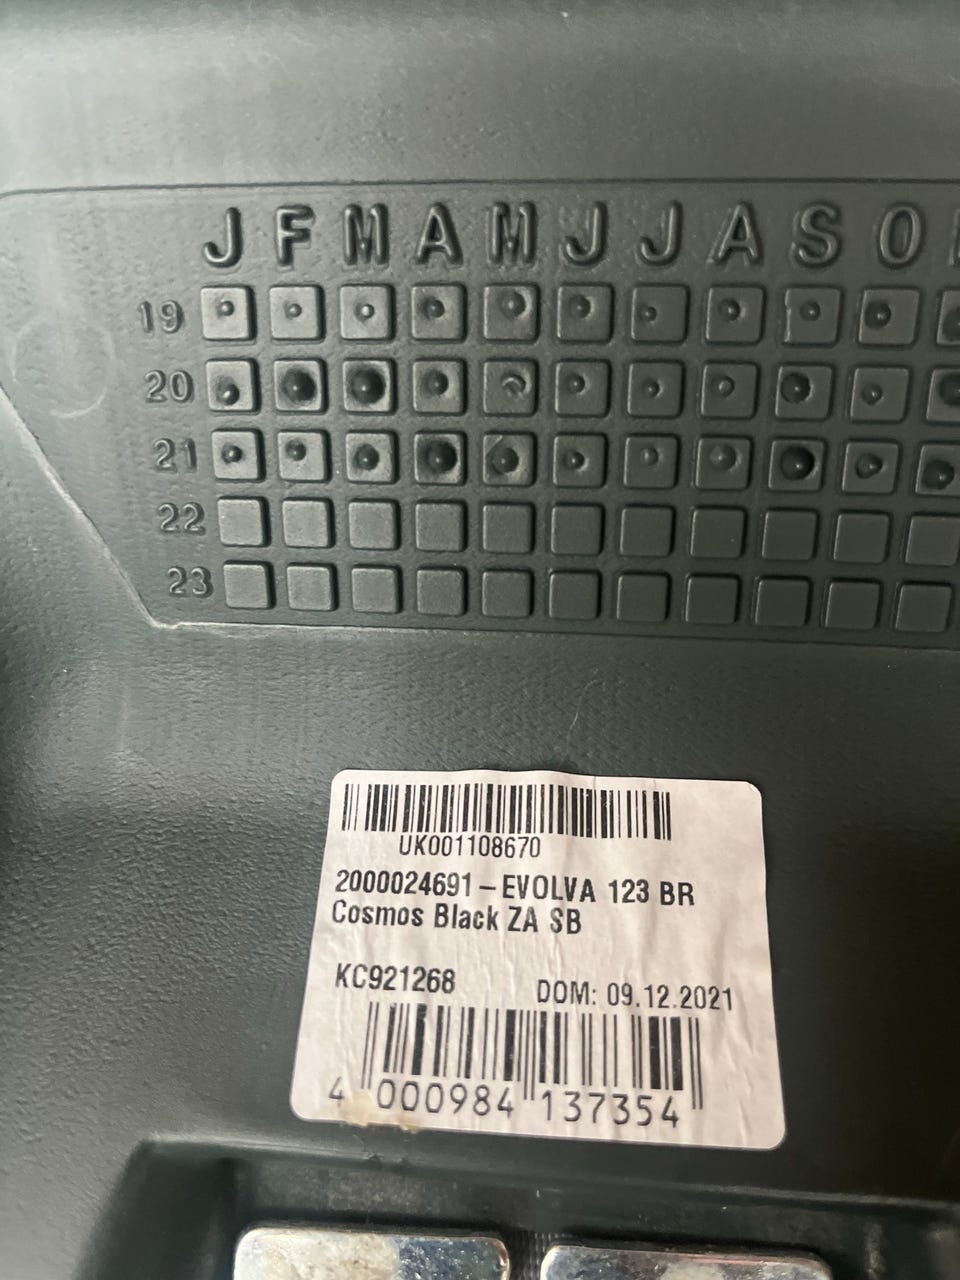 J F M A M J J A S O
19
20
21
22
23
UK001108670
2000024691 – EVOLVA 123 BR
Cosmos Black ZA SB
KC921268 DOM: 09.12.2021
4 000984 137354